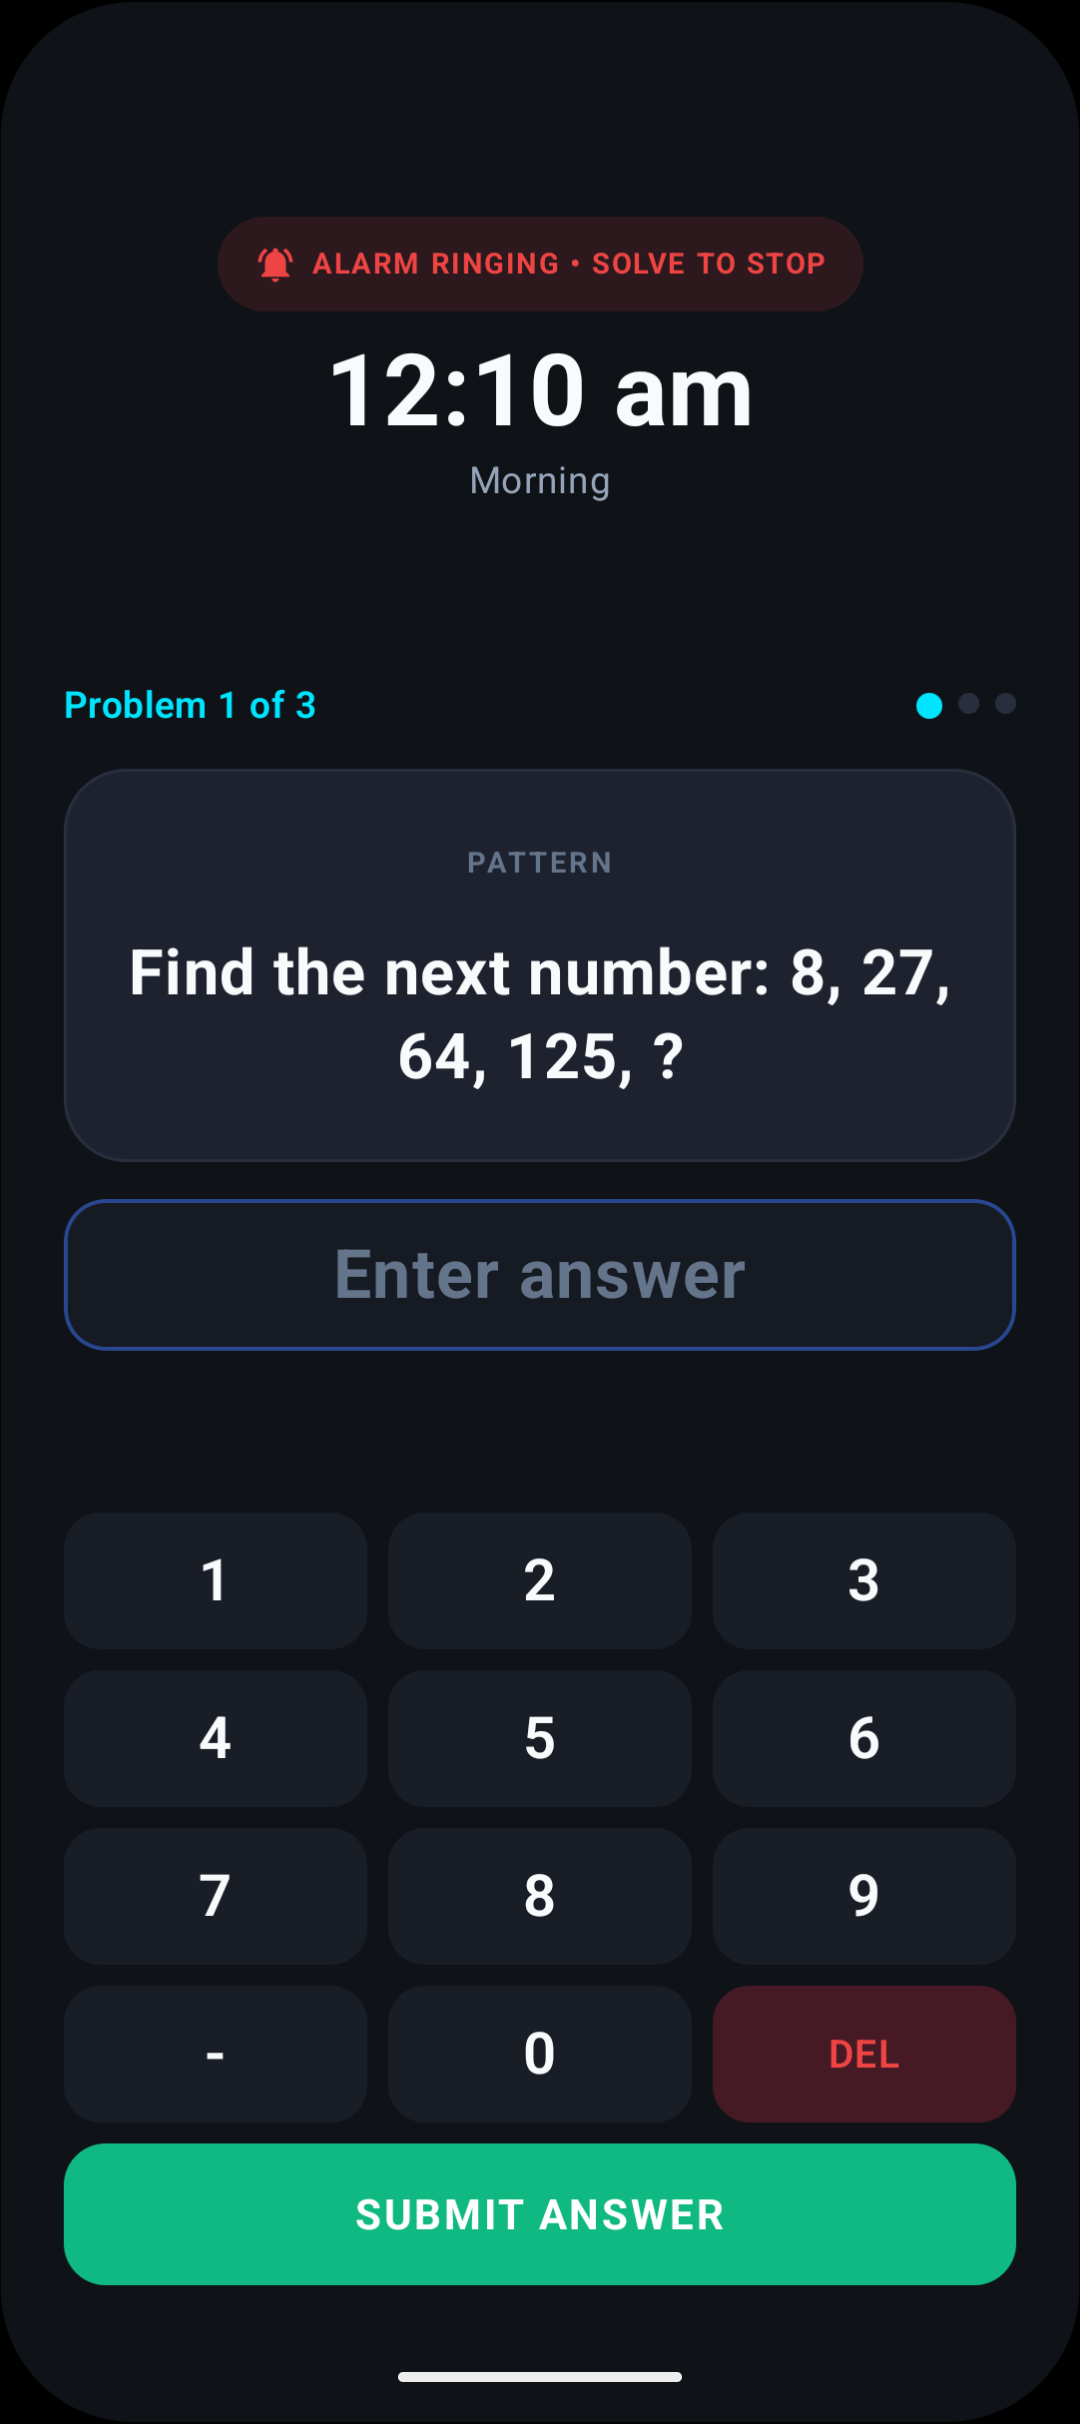 ALARM RINGING • SOLVE TO STOP
12:10 am
Morning
Problem 1 of 3
PATTERN
Find the next number: 8, 27,
64, 125, ?
Enter answer
1 2 3
4 5 6
7 8 9
- 0 DEL
SUBMIT ANSWER